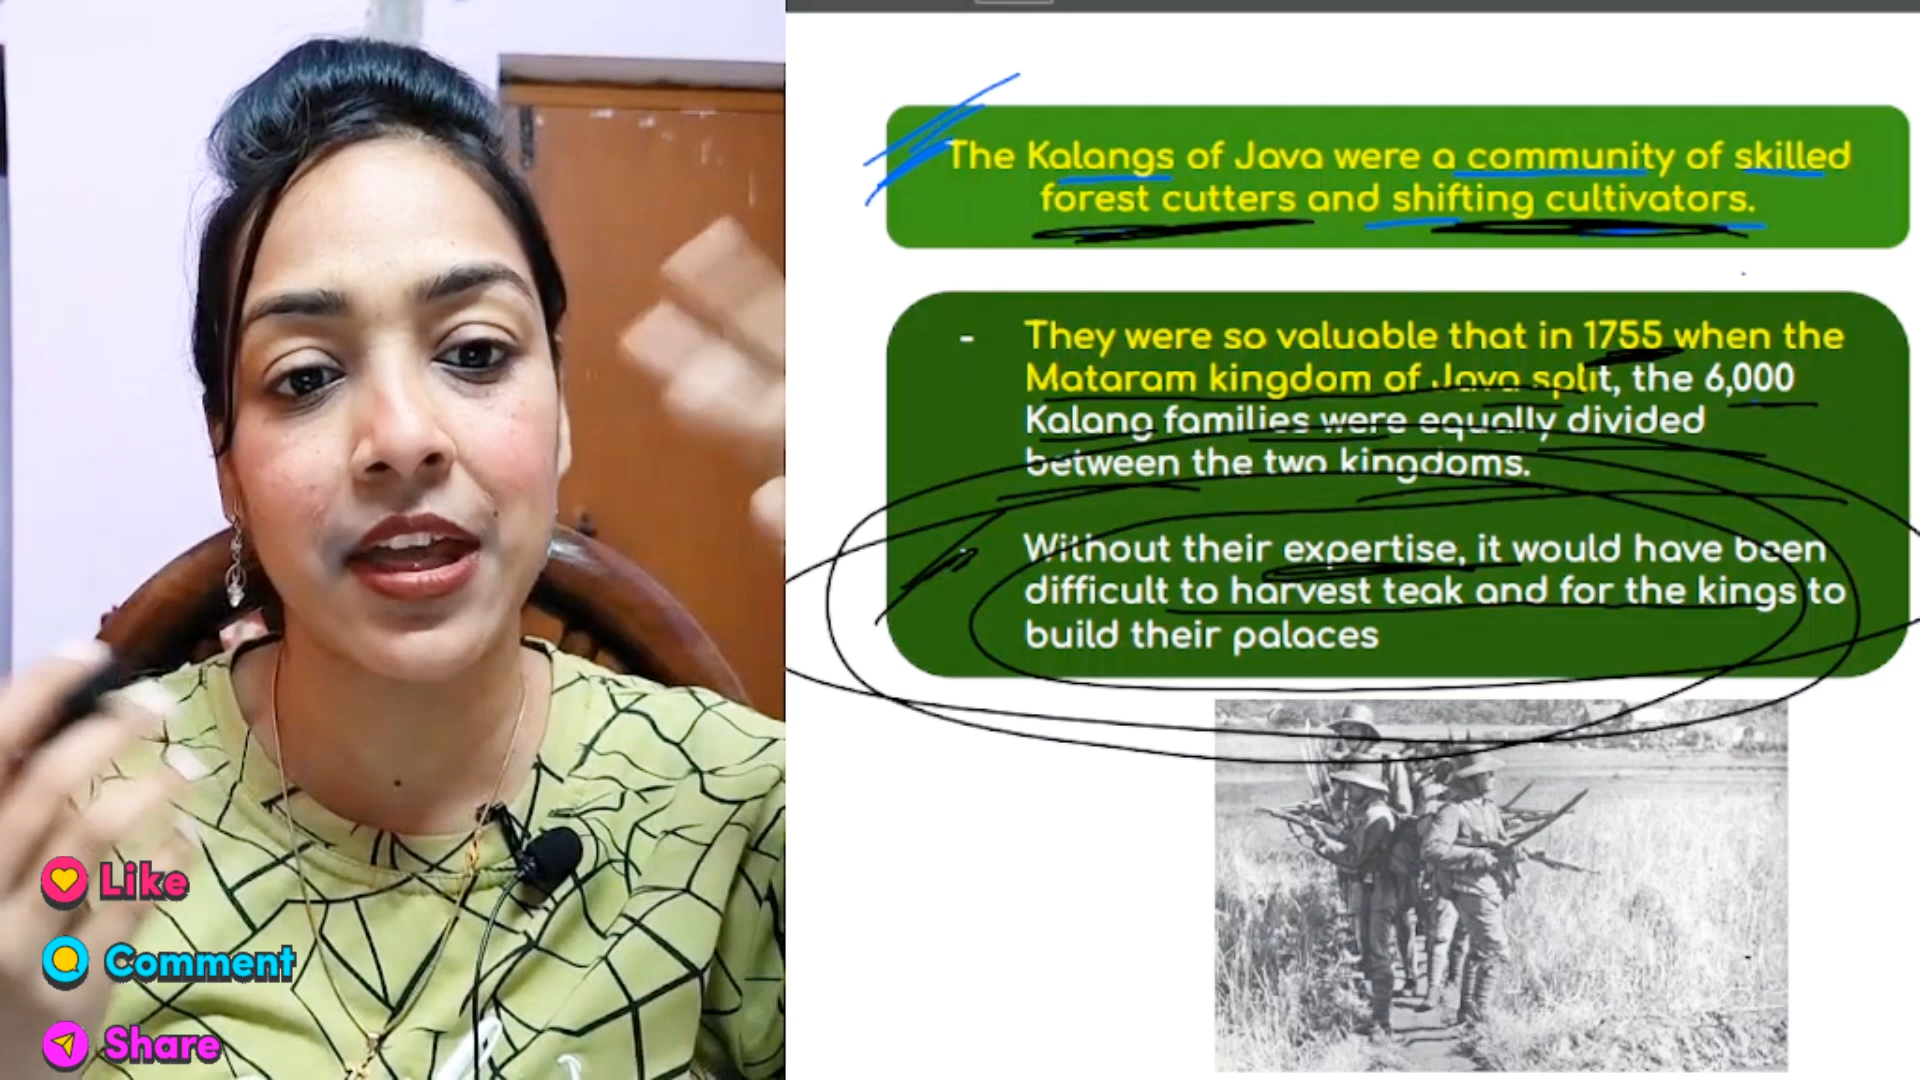 The Kalangs of Java were a community of skilled
forest cutters and shifting cultivators.
- They were so valuable that in 1755 when the
Mataram kingdom of Java split, the 6,000
Kalang families were equally divided
between the two kingdoms.
- Without their expertise, it would have been
difficult to harvest teak and for the kings to
build their palaces
Like
Comment
Share